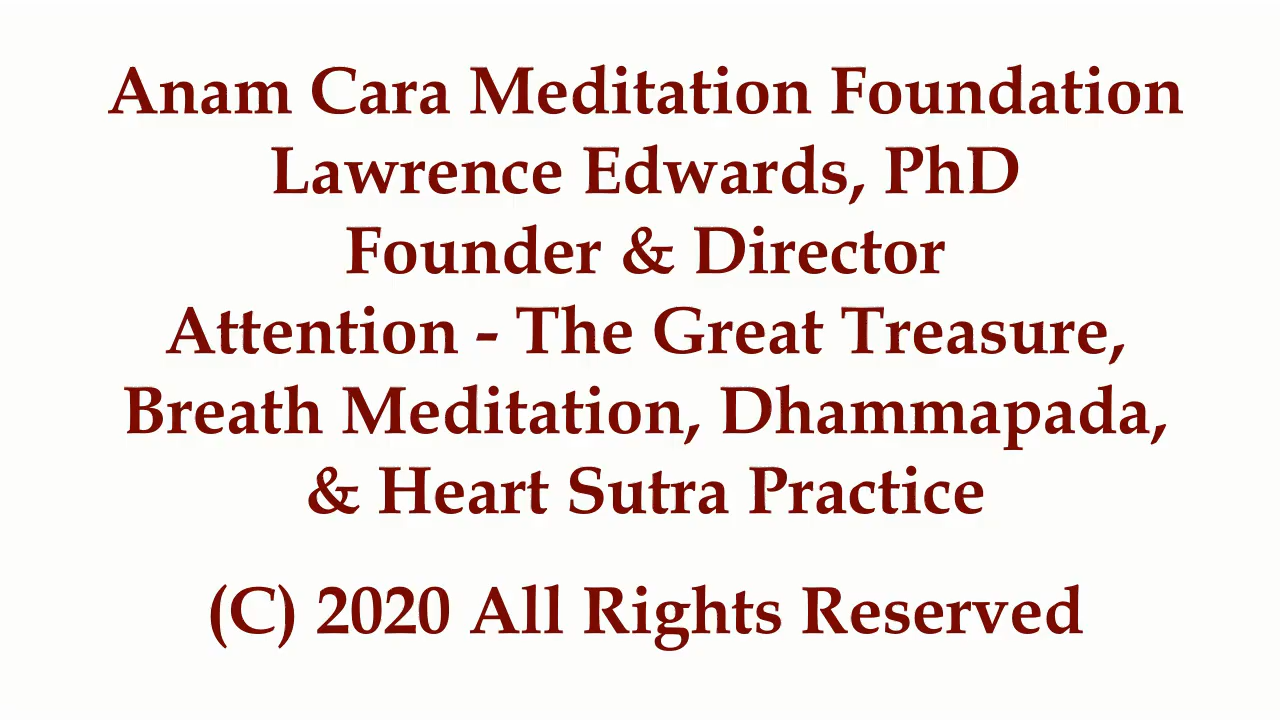 Anam Cara Meditation Foundation
Lawrence Edwards, PhD
Founder & Director
Attention - The Great Treasure,
Breath Meditation, Dhammapada,
& Heart Sutra Practice
(C) 2020 All Rights Reserved